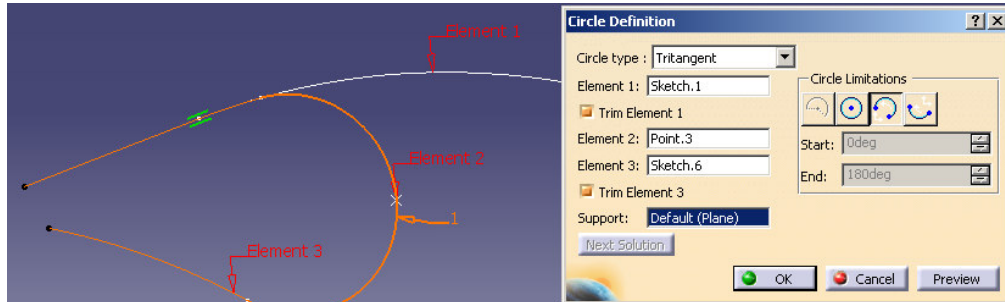 Element 1
Element 2
1
Element 3
Circle Definition
Circle type : Tritangent
Circle Limitations
Element 1: Sketch.1
Trim Element 1
Element 2: Point.3
Element 3: Sketch.6
Start: 0deg
Trim Element 3
End: 180deg
Support: Default (Plane)
Next Solution
OK Cancel Preview